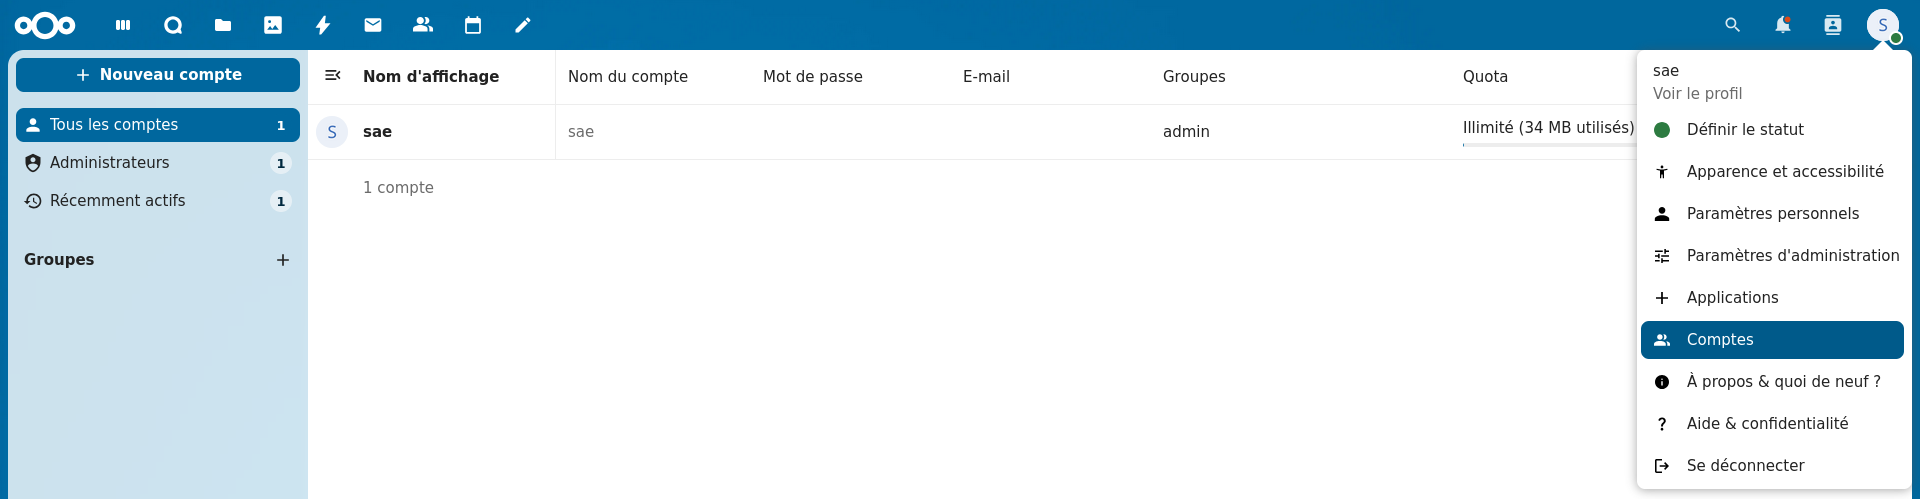 S
Nouveau compte
Tous les comptes 1
Administrateurs 1
Récemment actifs 1
Groupes
Nom d'affichage Nom du compte Mot de passe E-mail Groupes Quota
S sae sae admin Illimité (34 MB utilisés)
1 compte
sae
Voir le profil
Définir le statut
Apparence et accessibilité
Paramètres personnels
Paramètres d'administration
Applications
Comptes
À propos & quoi de neuf ?
Aide & confidentialité
Se déconnecter